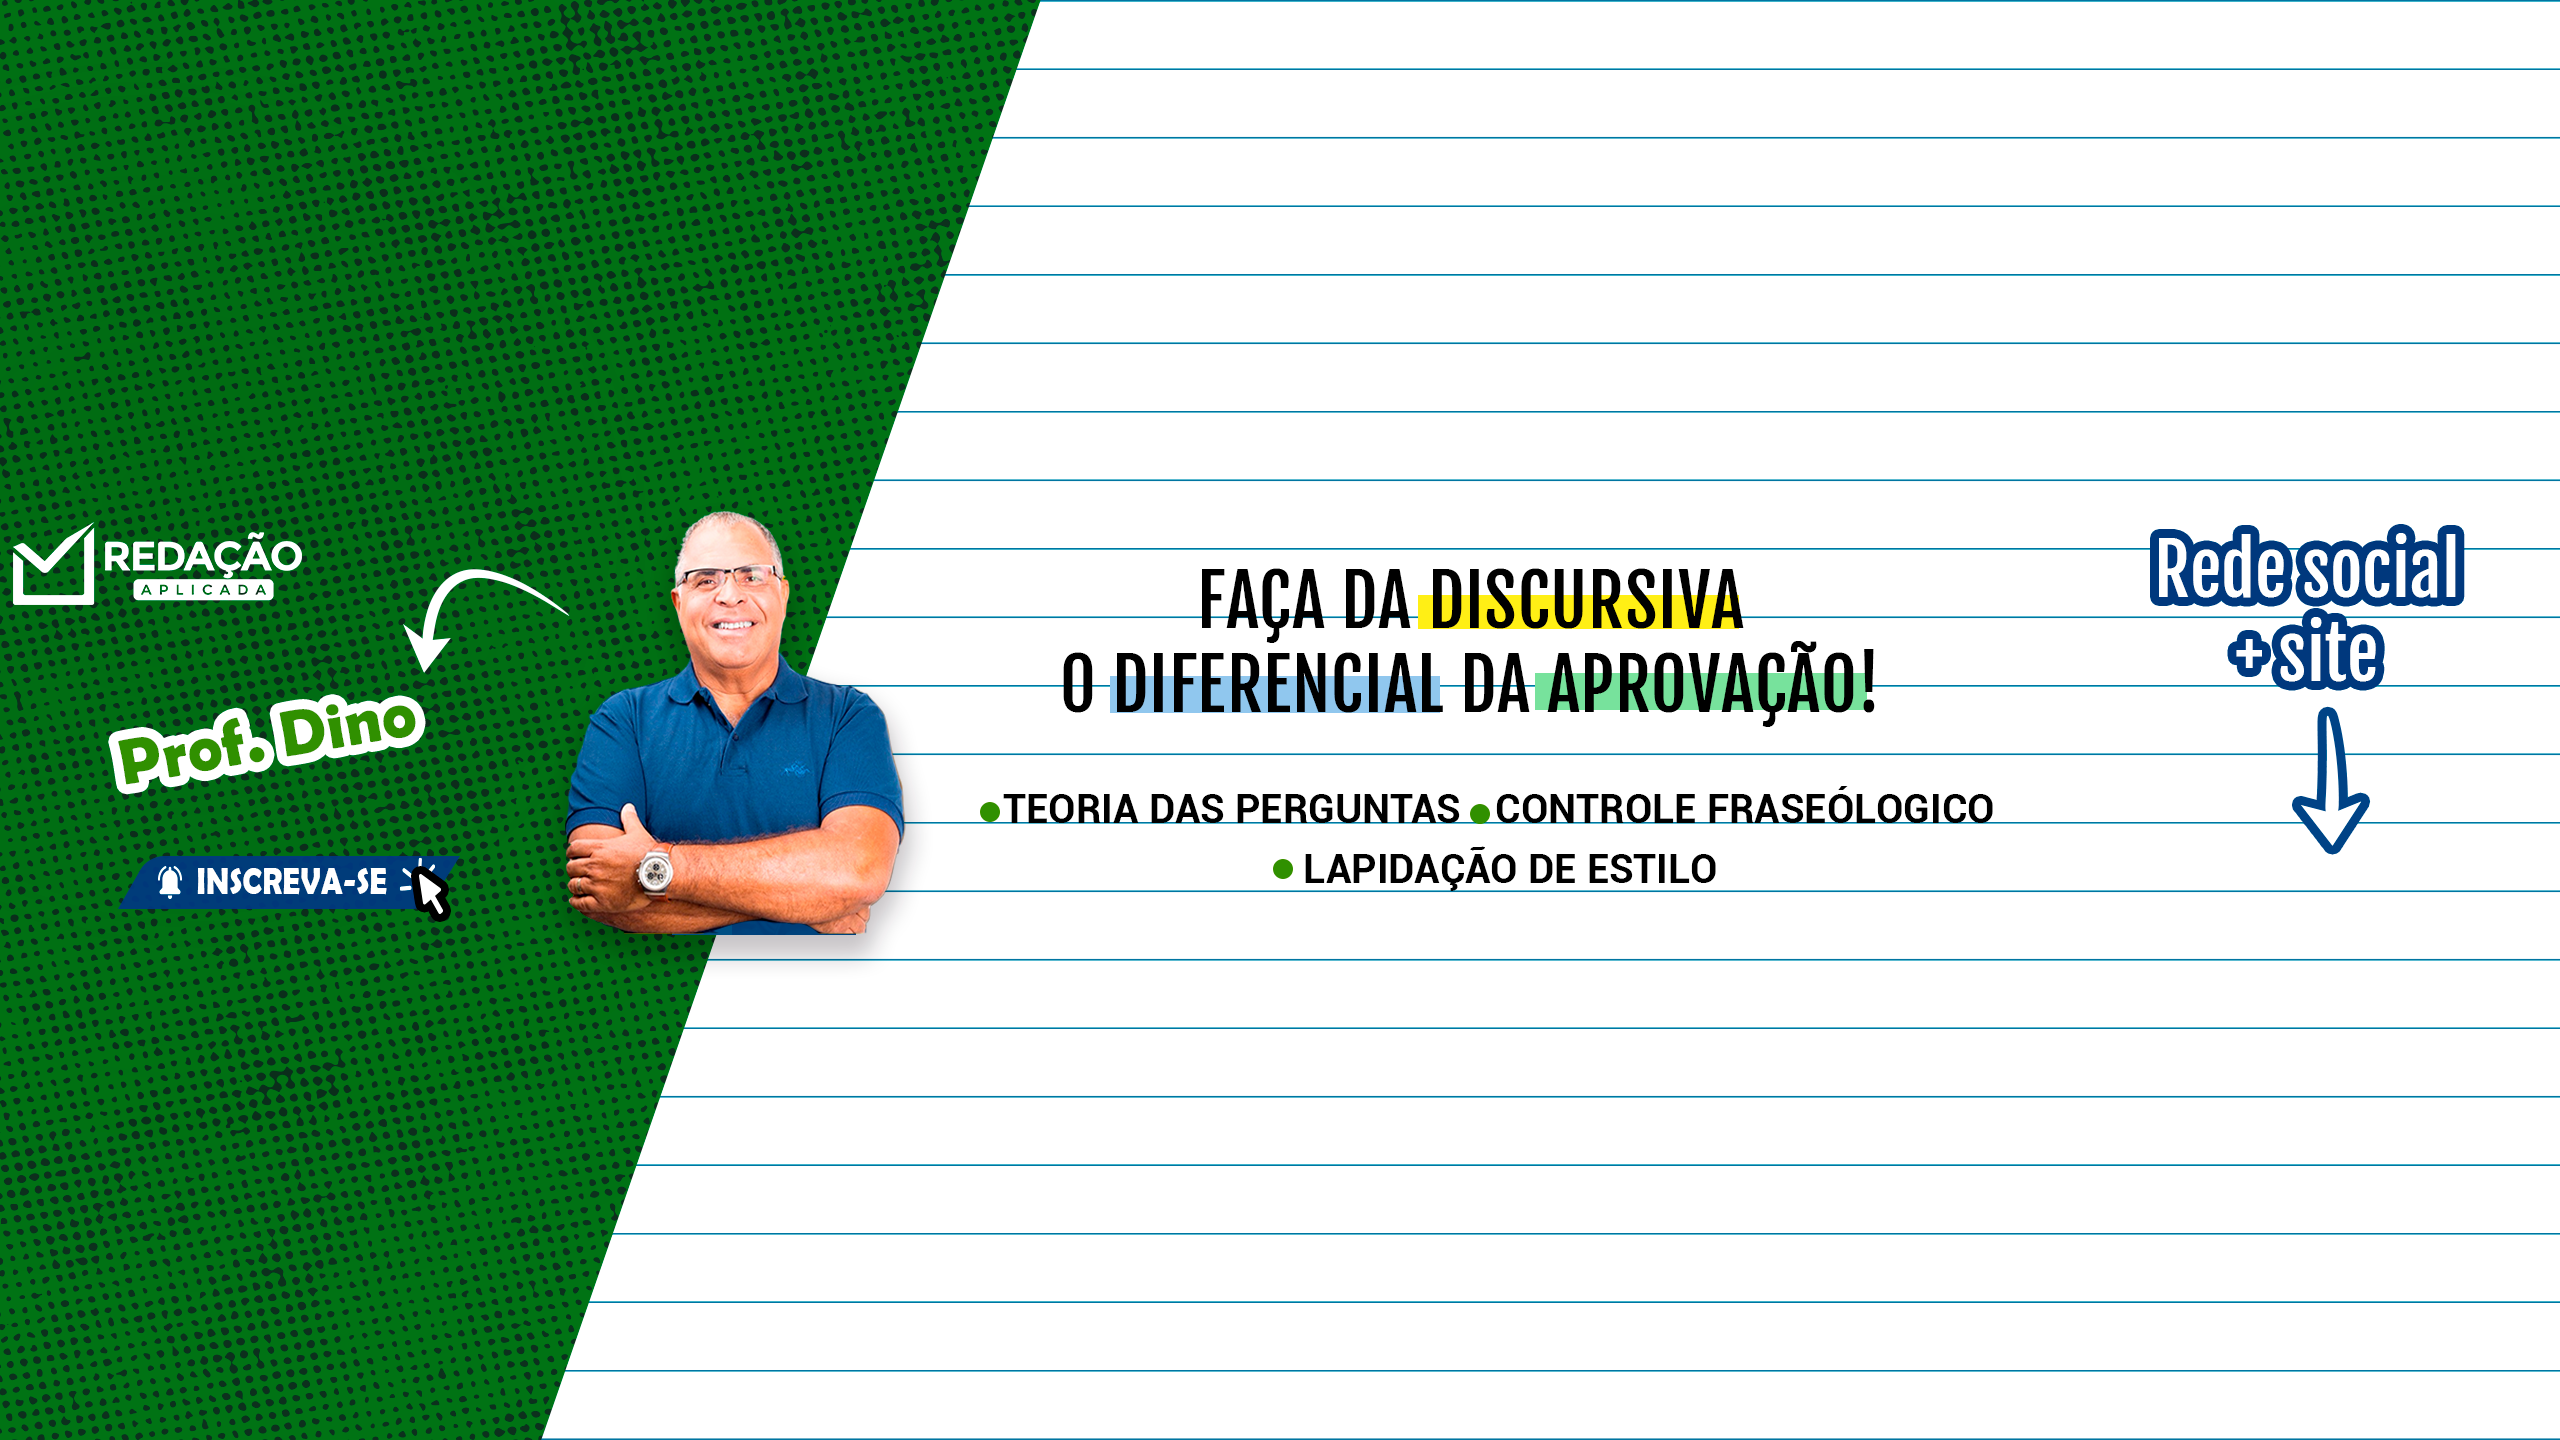 REDAÇÃO
APLICADA
Prof. Dino
INSCREVA-SE
FAÇA DA DISCURSIVA
O DIFERENCIAL DA APROVAÇÃO!
TEORIA DAS PERGUNTAS CONTROLE FRASEÓLOGICO
LAPIDAÇÃO DE ESTILO
Rede social
+site